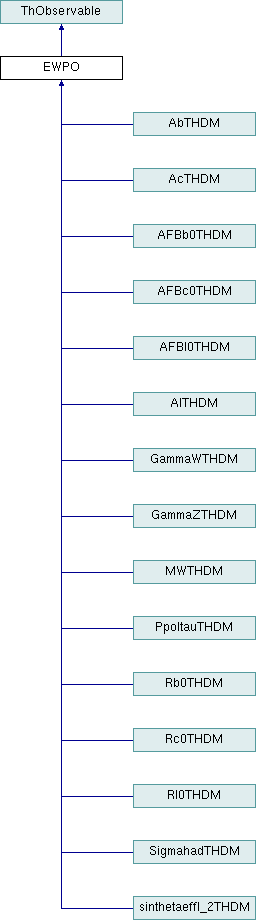 ThObservable
EWPO
AbTHDM
AcTHDM
AFBb0THDM
AFBc0THDM
AFBl0THDM
AlTHDM
GammaWTHDM
GammaZTHDM
MWTHDM
PpoltauTHDM
Rb0THDM
Rc0THDM
Rl0THDM
SigmahadTHDM
sinthetaeffl_2THDM